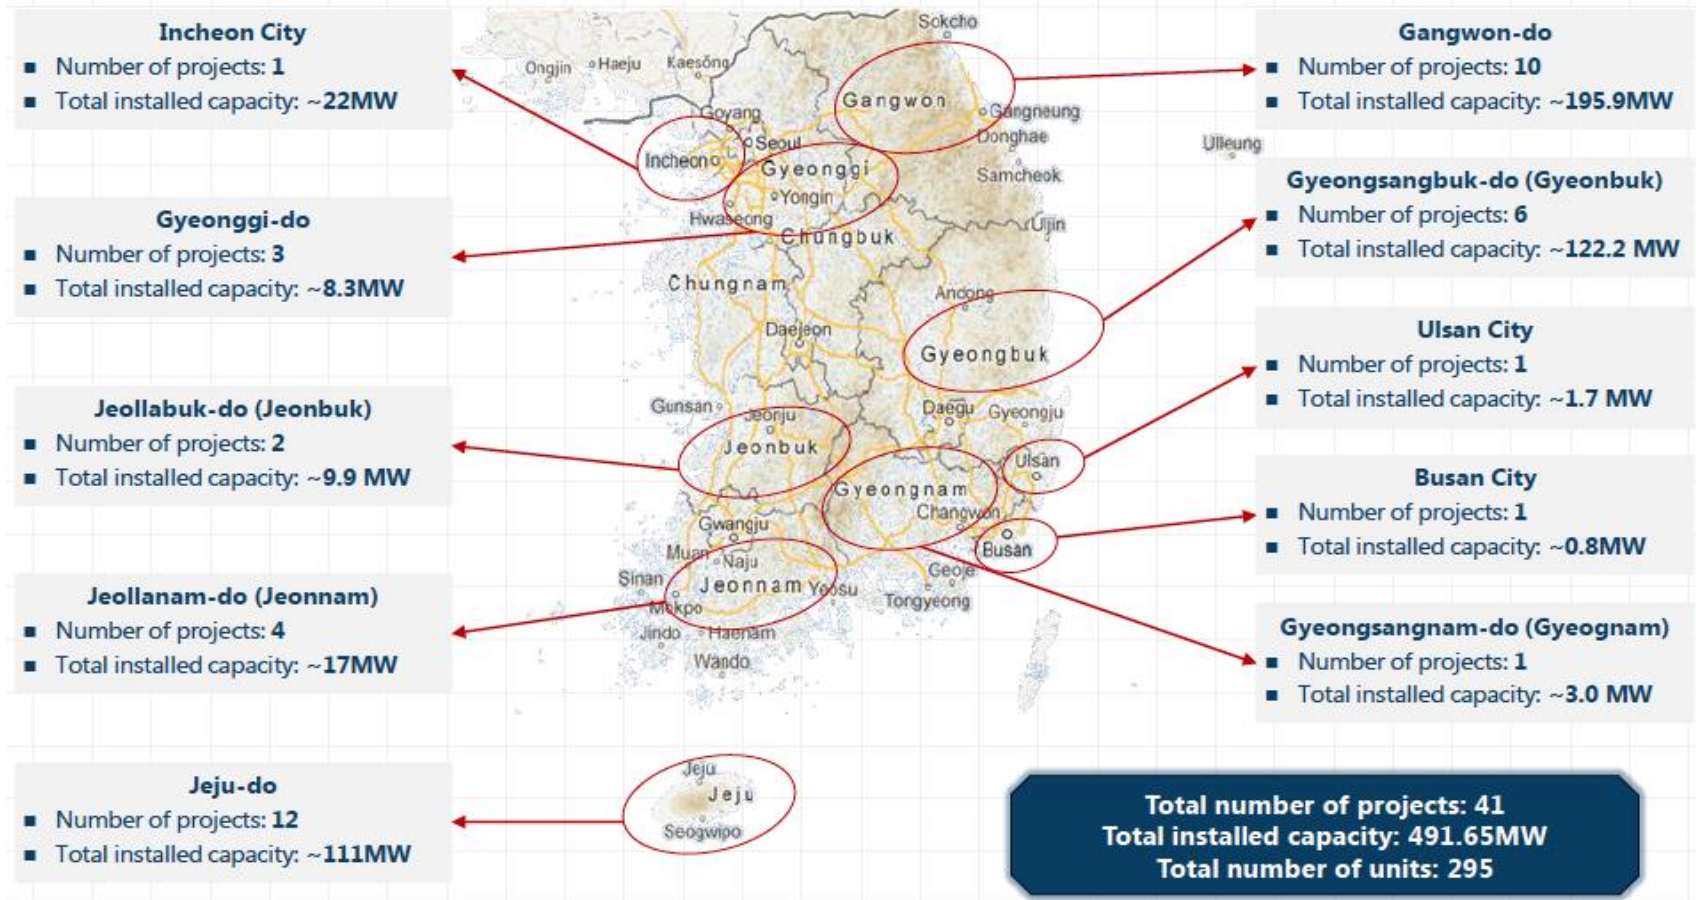 Incheon City
▪ Number of projects: 1
▪ Total installed capacity: ~22MW
Gyeonggi-do
▪ Number of projects: 3
▪ Total installed capacity: ~8.3MW
Jeollabuk-do (Jeonbuk)
▪ Number of projects: 2
▪ Total installed capacity: ~9.9 MW
Jeollanam-do (Jeonnam)
▪ Number of projects: 4
▪ Total installed capacity: ~17MW
Jeju-do
▪ Number of projects: 12
▪ Total installed capacity: ~111MW
Sokcho
Ongjin
Haeju
Kaesŏng
Gangwon
Goyang
Gangneung
Seoul
Donghae
Ulleung
Incheon
Gyeonggi
Samcheok
Yongin
Hwaseong
Uljin
Chungbuk
Chungnam
Andong
Daejeon
Gyeongbuk
Gunsan
Jeonju
Daegu
Gyeongju
Jeonbuk
Ulsan
Gyeongnam
Changwon
Gwangju
Busan
Muan
Naju
Geoje
Sinan
Jeonnam
Yeosu
Tongyeong
Mokpo
Jindo
Haenam
Wando
Jeju
Jeju
Seogwipo
Gangwon-do
▪ Number of projects: 10
▪ Total installed capacity: ~195.9MW
Gyeongsangbuk-do (Gyeonbuk)
▪ Number of projects: 6
▪ Total installed capacity: ~122.2 MW
Ulsan City
▪ Number of projects: 1
▪ Total installed capacity: ~1.7 MW
Busan City
▪ Number of projects: 1
▪ Total installed capacity: ~0.8MW
Gyeongsangnam-do (Gyeognam)
▪ Number of projects: 1
▪ Total installed capacity: ~3.0 MW
Total number of projects: 41
Total installed capacity: 491.65MW
Total number of units: 295